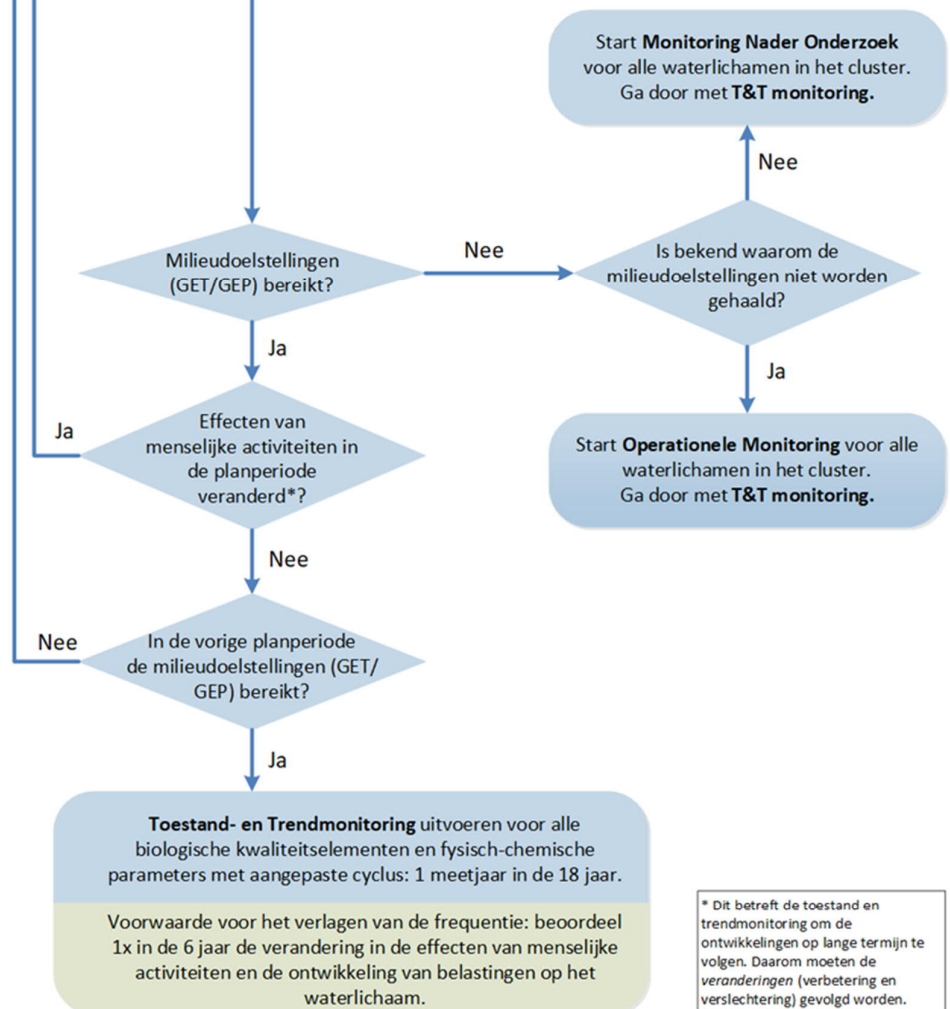 Start Monitoring Nader Onderzoek
voor alle waterlichamen in het cluster.
Ga door met T&T monitoring.
Nee
Milieudoelstellingen
(GET/GEP) bereikt?
Nee
Is bekend waarom de
milieudoelstellingen niet worden
gehaald?
Ja
Ja
Effecten van
menselijke activiteiten in
de planperiode
veranderd*?
Ja
Start Operationele Monitoring voor alle
waterlichamen in het cluster.
Ga door met T&T monitoring.
Nee
Nee
In de vorige planperiode
de milieudoelstellingen (GET/
GEP) bereikt?
Ja
Toestand- en Trendmonitoring uitvoeren voor alle
biologische kwaliteitselementen en fysisch-chemische
parameters met aangepaste cyclus: 1 meetjaar in de 18 jaar.
Voorwaarde voor het verlagen van de frequentie: beoordeel
1x in de 6 jaar de verandering in de effecten van menselijke
activiteiten en de ontwikkeling van belastingen op het
waterlichaam.
* Dit betreft de toestand en
trendmonitoring om de
ontwikkelingen op lange termijn te
volgen. Daarom moeten de
veranderingen (verbetering en
verslechtering) gevolgd worden.